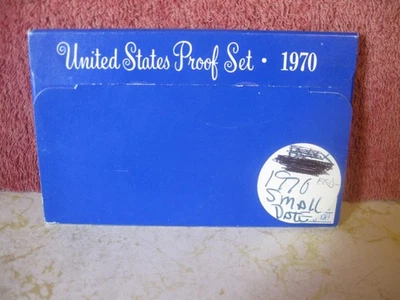 United States Proof Set · 1970
1970
SMALL
Date